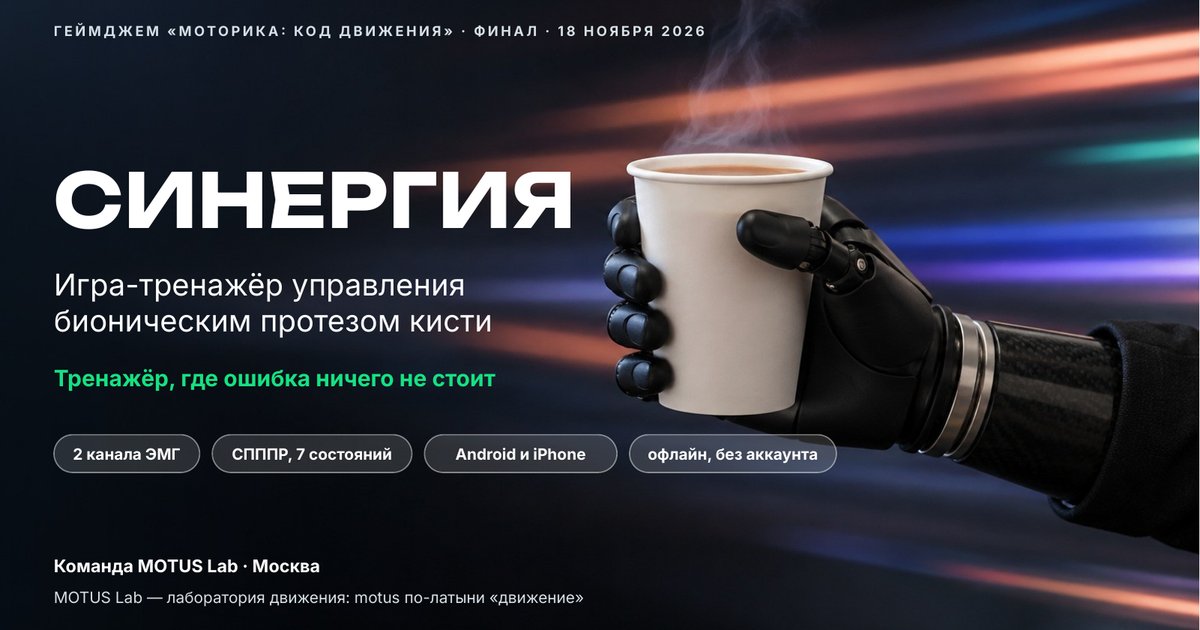 ГЕЙМДЖЕМ «МОТОРИКА: КОД ДВИЖЕНИЯ» · ФИНАЛ · 18 НОЯБРЯ 2026
СИНЕРГИЯ
Игра-тренажёр управления
бионическим протезом кисти
Тренажёр, где ошибка ничего не стоит
2 канала ЭМГ
СПППР, 7 состояний
Android и iPhone
офлайн, без аккаунта
Команда MOTUS Lab · Москва
MOTUS Lab — лаборатория движения: motus по-латыни «движение»